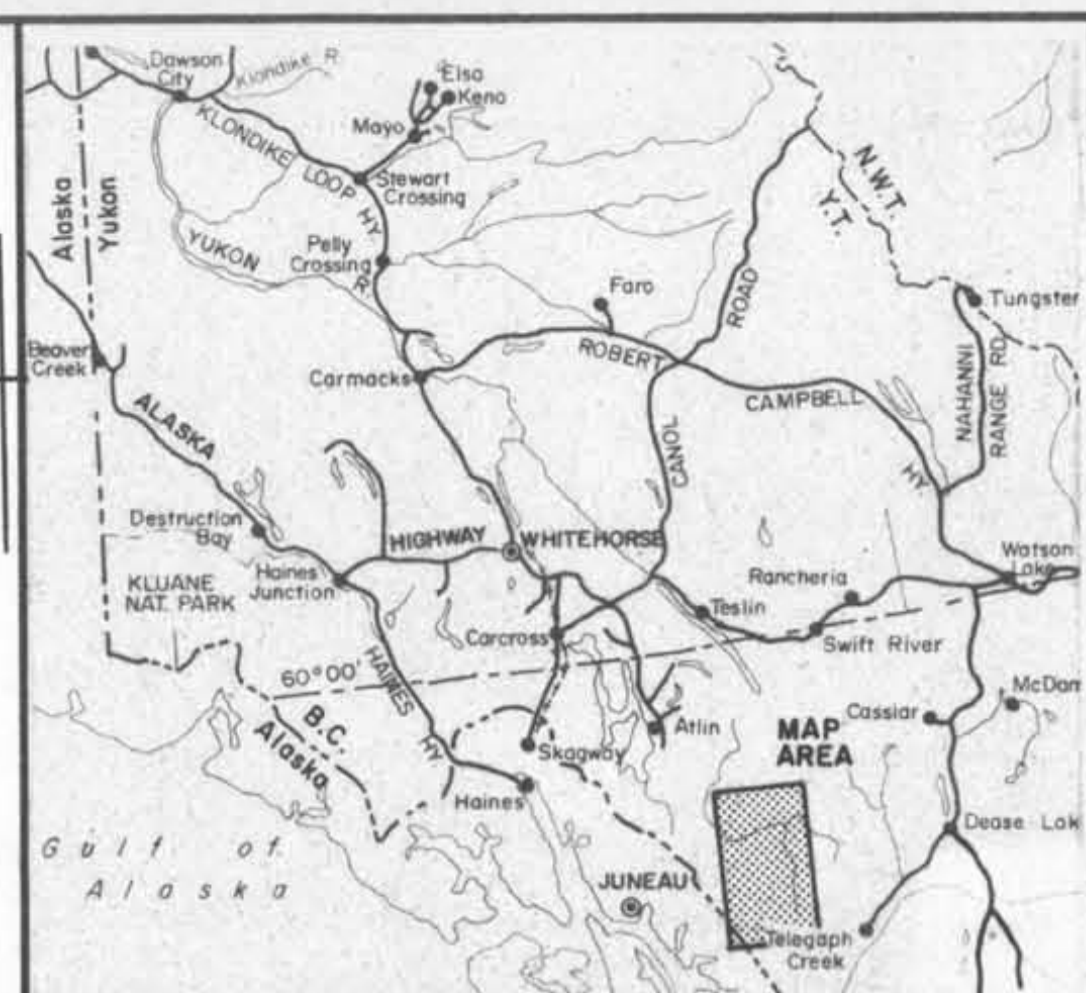 Dawson
City
Klondike R.
Elsa
Keno
Mayo
KLONDIKE LOOP HY.
Stewart
Crossing
Alaska
Yukon
YUKON R.
Pelly
Crossing
N.W.T.
Y.T.
Faro
ROAD
Tungsten
Beaver
Creek
ROBERT
Carmacks
CAMPBELL
NAHANNI
RANGE RD.
ALASKA
CANOL
HY.
Destruction
Bay
HIGHWAY
WHITEHORSE
Watson
Lake
Haines
Junction
Rancheria
KLUANE
NAT. PARK
Teslin
Carcross
Swift River
60°00'
HAINES
HY.
McDam
Cassiar
B.C.
Alaska
Atlin
MAP
AREA
Skagway
Haines
Dease Lak
Gulf of
Alaska
JUNEAU
Telegaph
Creek